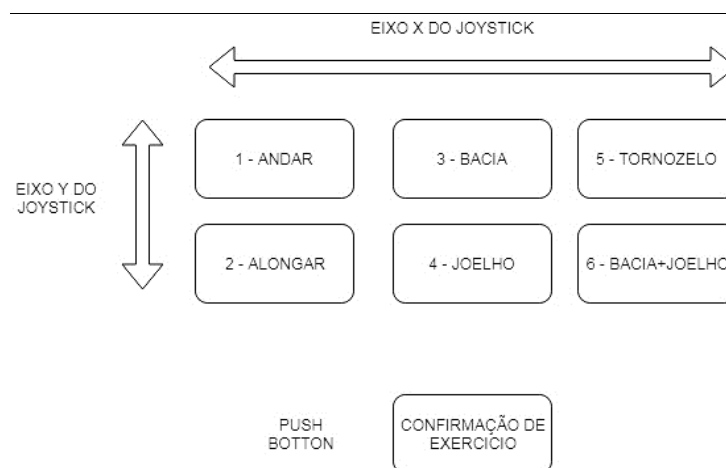 EIXO X DO JOYSTICK
1 - ANDAR
3 - BACIA
5 - TORNOZELO
EIXO Y DO
JOYSTICK
2 - ALONGAR
4 - JOELHO
6 - BACIA+JOELHO
PUSH
BOTTON
CONFIRMAÇÃO DE
EXERCÍCIO